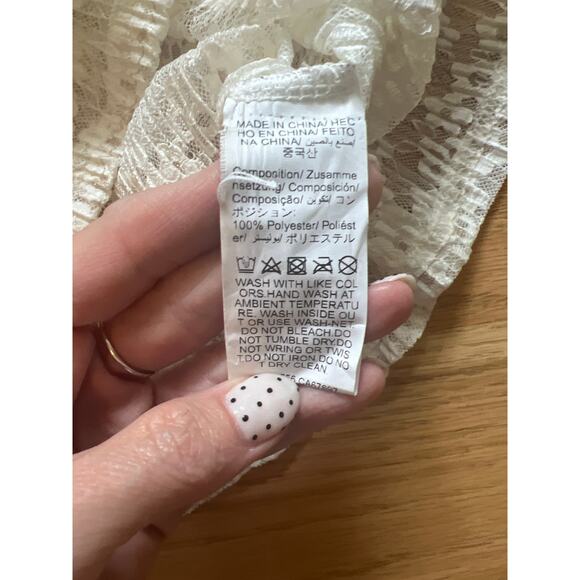 MADE IN CHINA/ HEC
HO EN CHINA/ FEITO
NA CHINA/ صنع بالصين/
중국산
Composition/ Zusamme
nsetzung/ Composición/
Composição/ تكوين/ コン
ポジション:
100% Polyester/ Poliést
er/ بوليستر/ ポリエステル
WASH WITH LIKE COL
ORS.HAND WASH AT
AMBIENT TEMPERATU
RE. WASH INSIDE OU
T OR USE WASH-NET.
DO NOT BLEACH.DO
NOT TUMBLE DRY.DO
NOT WRING OR TWIS
T.DO NOT IRON.DO NO
T DRY CLEAN